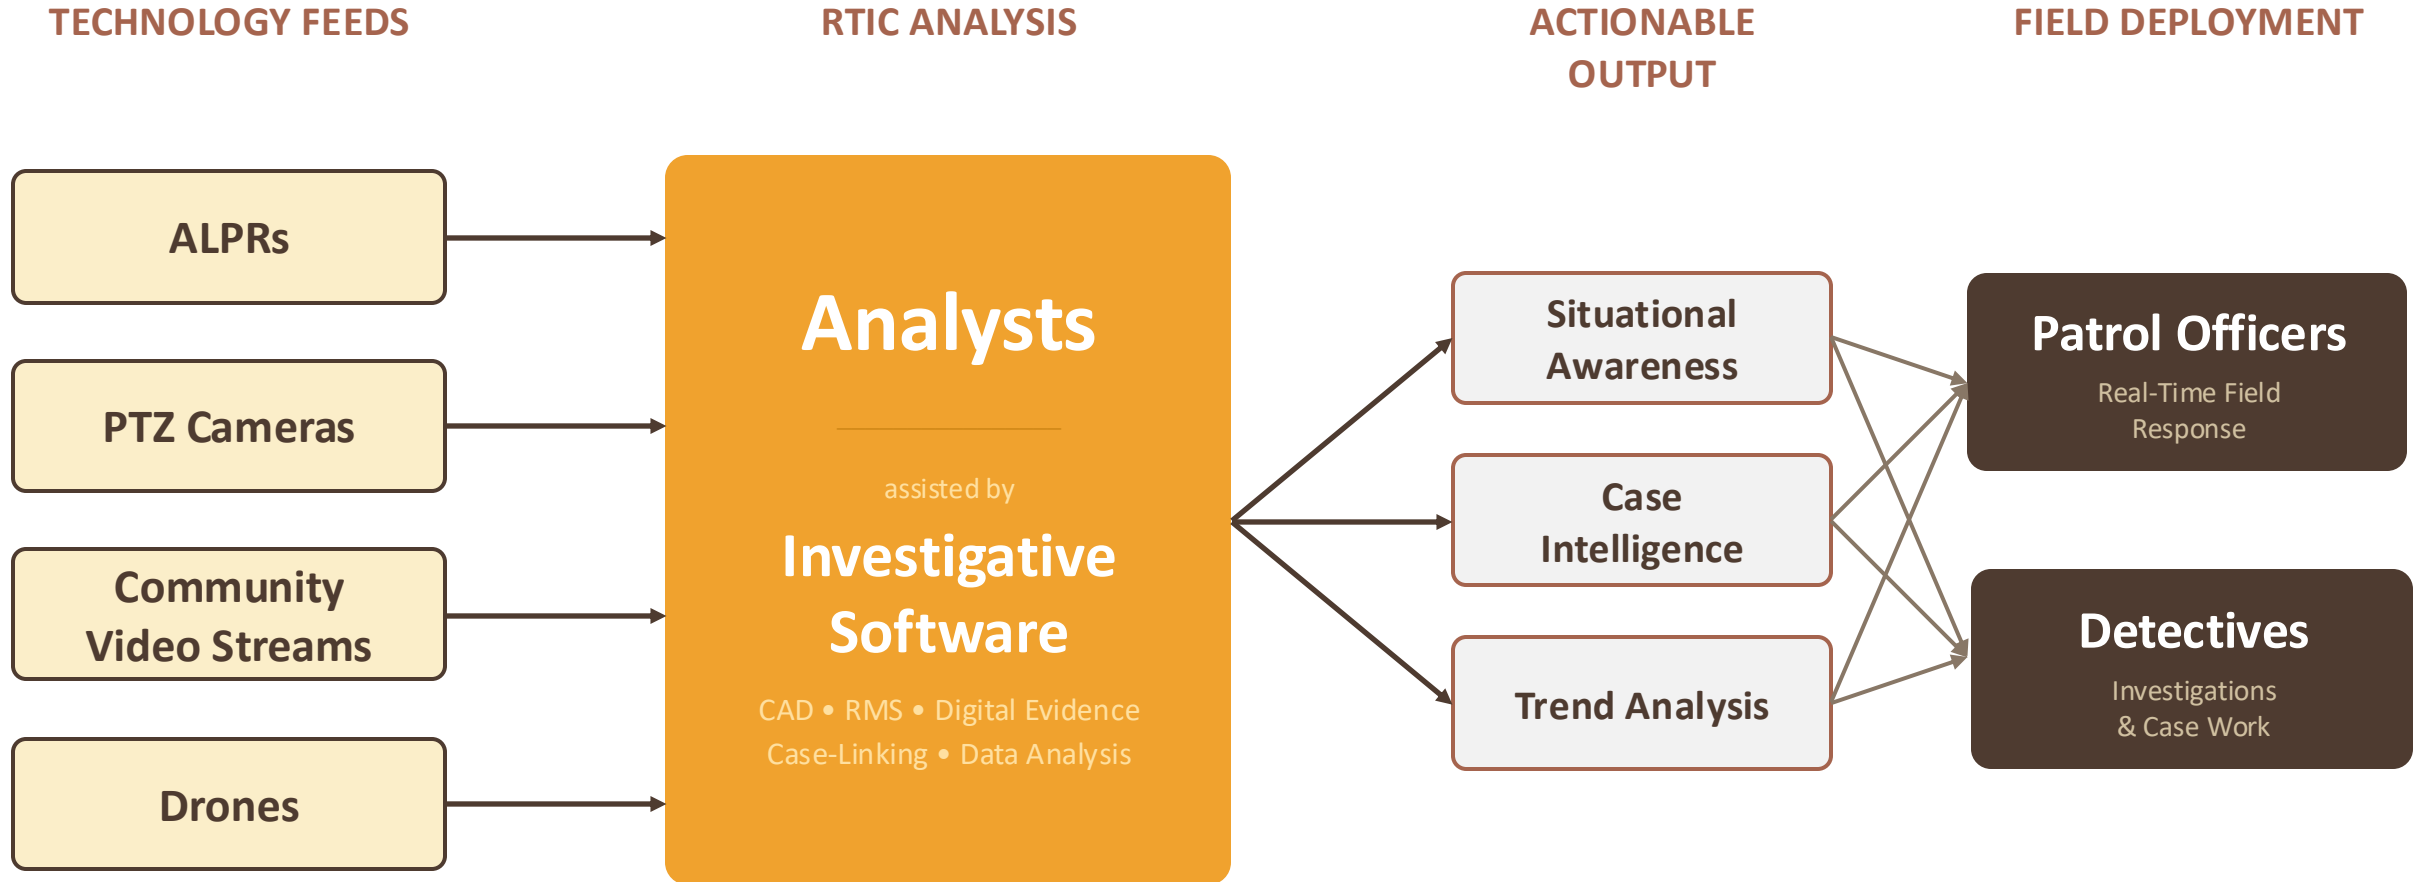 TECHNOLOGY FEEDS
RTIC ANALYSIS
ACTIONABLE
OUTPUT
FIELD DEPLOYMENT
ALPRs
PTZ Cameras
Community
Video Streams
Drones
Analysts
assisted by
Investigative
Software
CAD • RMS • Digital Evidence
Case-Linking • Data Analysis
Situational
Awareness
Case
Intelligence
Trend Analysis
Patrol Officers
Real-Time Field
Response
Detectives
Investigations
& Case Work